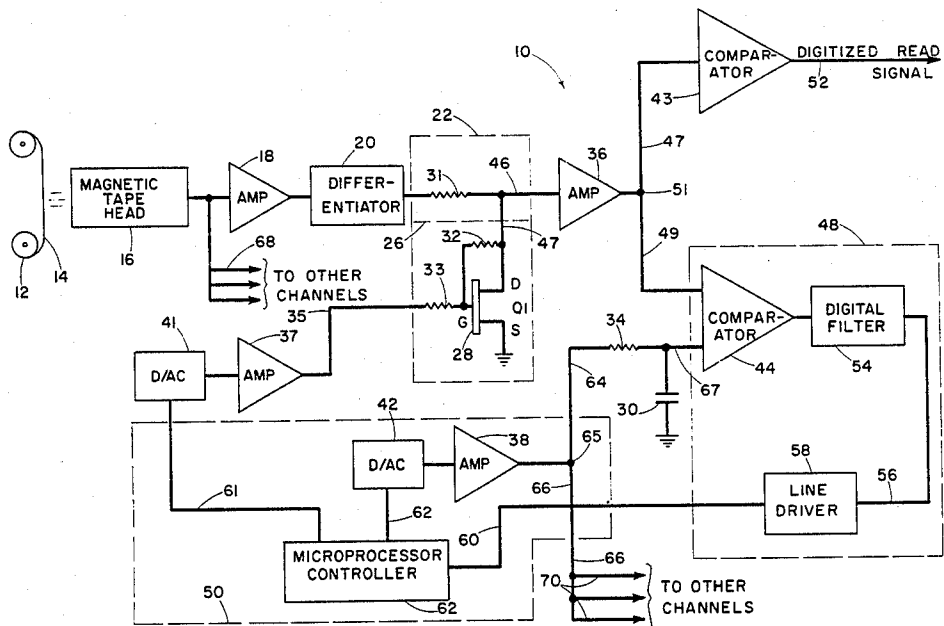 10
COMPAR-
ATOR
DIGITIZED READ
SIGNAL
52
43
47
22
20
18
36
MAGNETIC
TAPE
HEAD
AMP
DIFFER-
ENTIATOR
31
46
AMP
51
12
14
16
68
TO OTHER
CHANNELS
26
32
47
49
48
33
35
D
G
Q1
S
28
COMPAR-
ATOR
44
DIGITAL
FILTER
54
41
37
D/AC
AMP
34
64
67
30
42
38
D/AC
AMP
65
66
58
LINE
DRIVER
56
61
62
60
MICROPROCESSOR
CONTROLLER
62
66
50
70
TO OTHER
CHANNELS